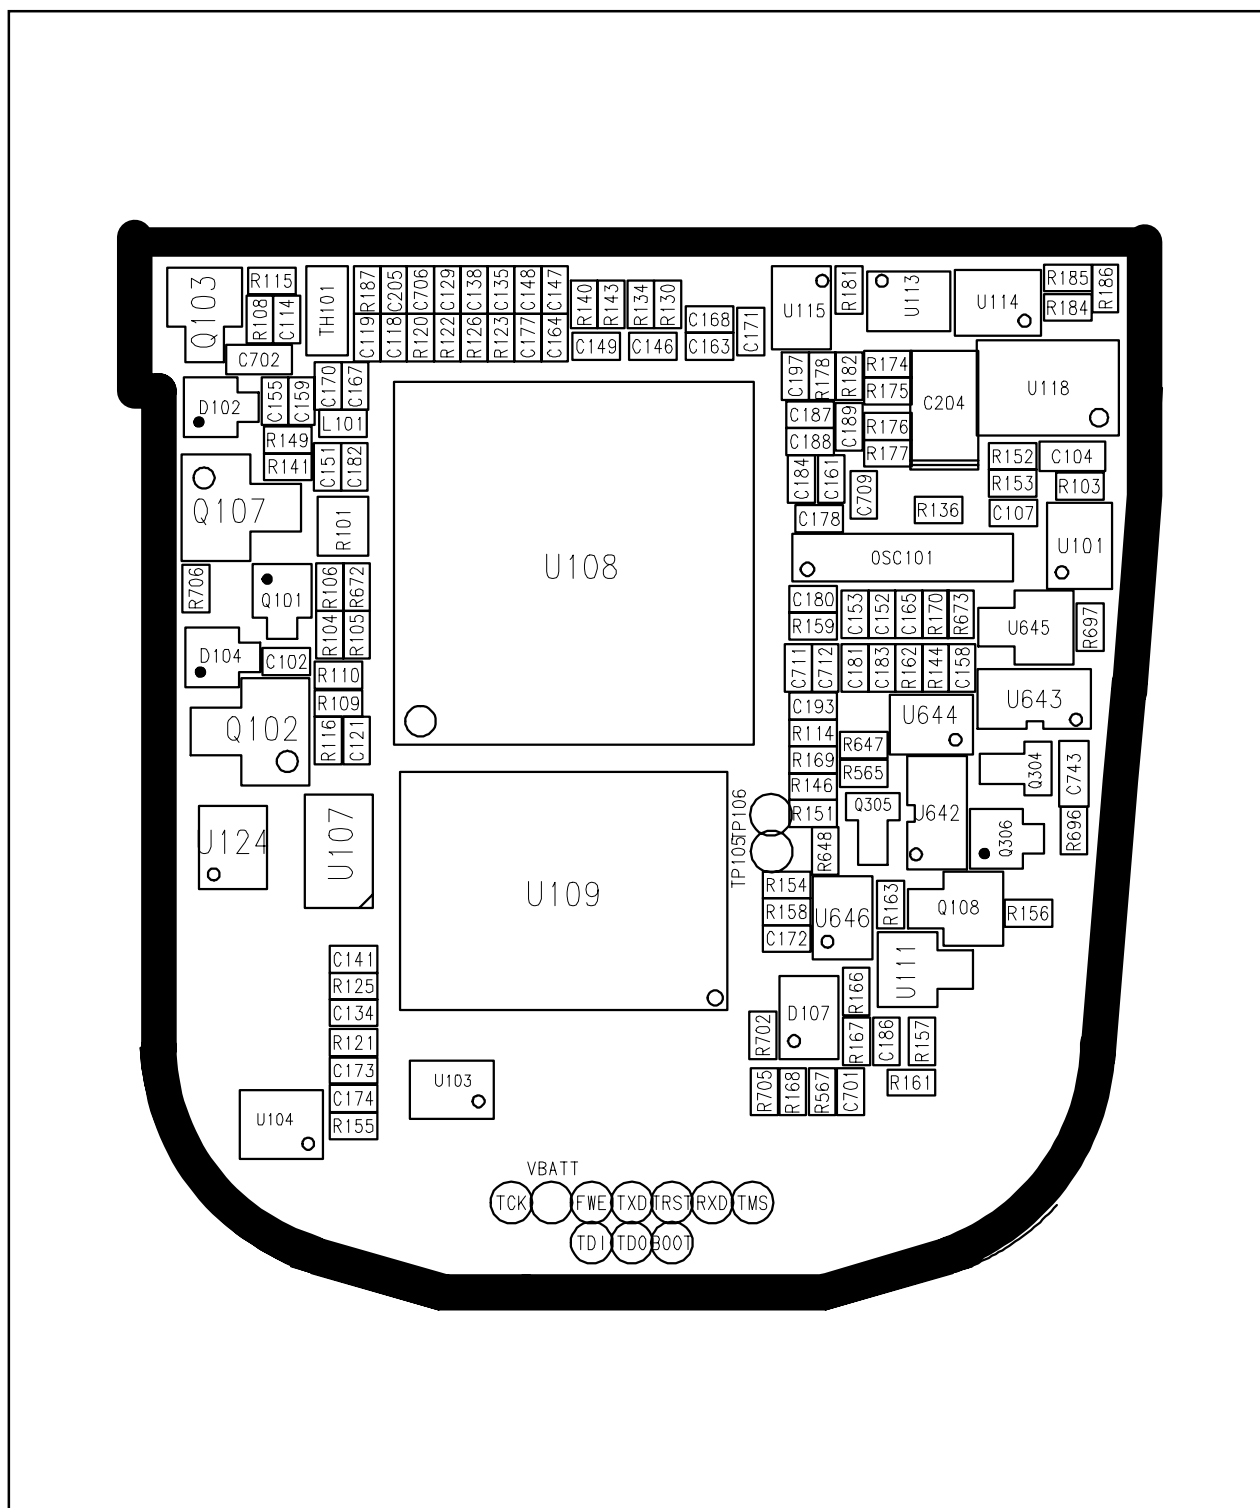 Q103
R115
TH101
R187
C205
C706
C129
C138
C135
C148
C147
R140
R143
R134
R130
C168
C171
U115
R181
U113
U114
R185
R186
R184
R108
C114
C119
C118
R120
R122
R126
R123
C177
C164
C149
C146
C163
C702
C170
C167
C197
R178
R182
R174
R175
C204
U118
D102
C155
C159
L101
C187
C189
R176
R149
C188
R177
R141
C151
C182
C184
C161
C709
R152
C104
R153
R103
Q107
R101
C178
R136
C107
U101
U108
OSC101
R706
Q101
R106
R672
C180
C153
C152
C165
R170
R673
R159
U645
R697
R104
R105
D104
C102
R110
C711
C712
C181
C183
R162
R144
C158
R109
C193
U644
U643
Q102
R116
C121
R114
R647
R169
R565
Q304
C743
R146
U107
TP106
R151
Q305
U642
U124
TP105
R648
Q306
R696
U109
R154
R158
U646
R163
Q108
R156
C172
C141
U111
R125
R166
C134
D107
R121
R702
R167
C186
R157
C173
U103
R705
R168
R567
C701
R161
C174
U104
R155
VBATT
TCK FWE TXD TRST RXD TMS
TDI TDO BOOT